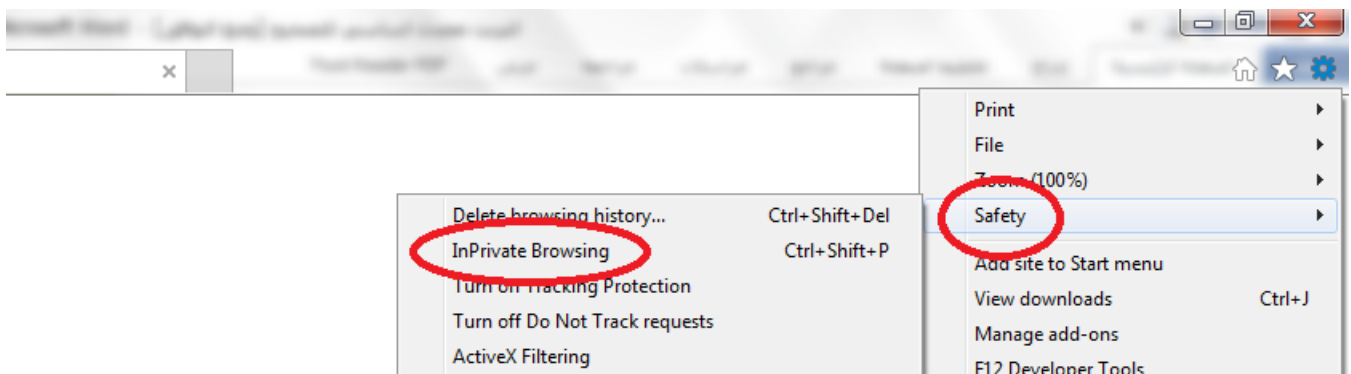 Print
File
Zoom (100%)
Safety
Add site to Start menu
View downloads Ctrl+J
Manage add-ons
F12 Developer Tools
Delete browsing history... Ctrl+Shift+Del
InPrivate Browsing Ctrl+Shift+P
Turn off Tracking Protection
Turn off Do Not Track requests
ActiveX Filtering